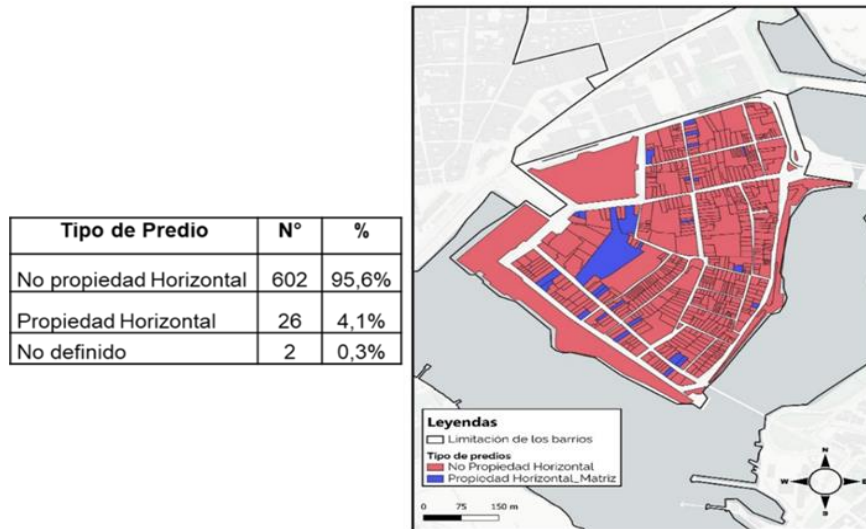 Tipo de Predio N° %
No propiedad Horizontal 602 95,6%
Propiedad Horizontal 26 4,1%
No definido 2 0,3%
Leyendas
Limitación de los barrios
Tipo de predios
No Propiedad Horizontal
Propiedad Horizontal_Matriz
0 75 150 m
N
W E
S